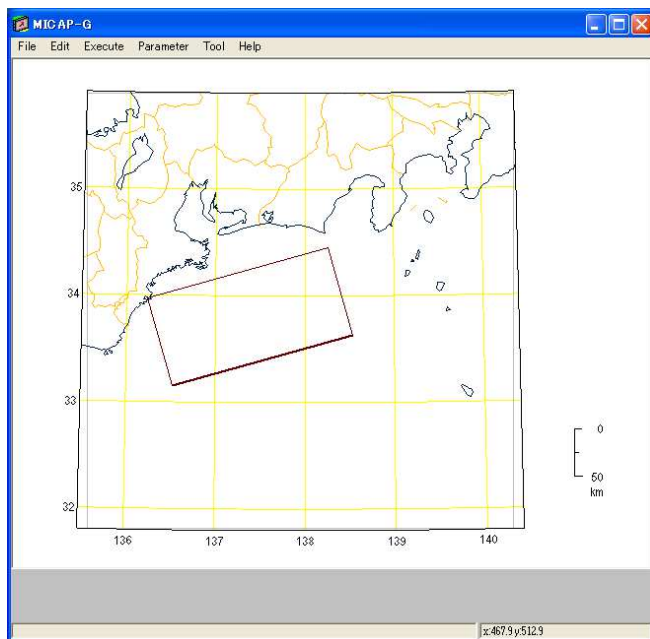 MICAP-G
File Edit Execute Parameter Tool Help
35
34
33
32
136 137 138 139 140
0
50
km
x:467.9 y:512.9